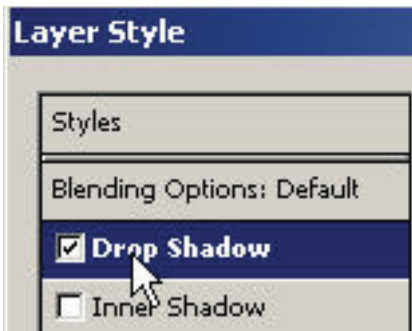 Layer Style
Styles
Blending Options: Default
Drop Shadow
Inner Shadow